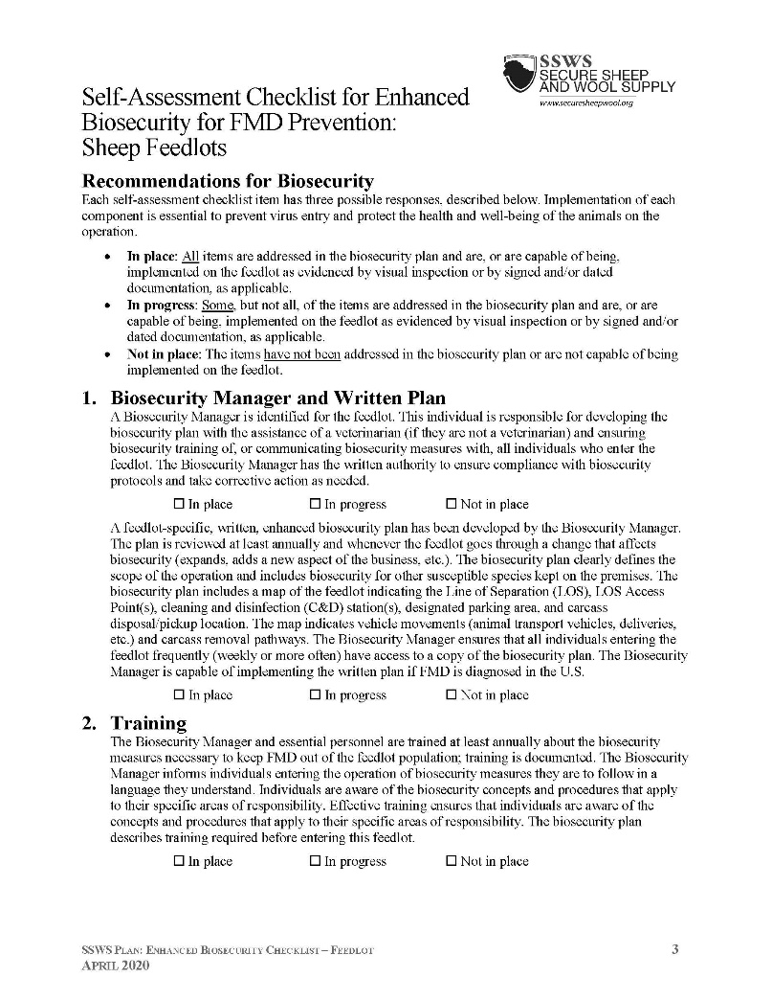 SSWS
SECURE SHEEP
AND WOOL SUPPLY
www.securesheepwool.org
Self-Assessment Checklist for Enhanced
Biosecurity for FMD Prevention:
Sheep Feedlots
Recommendations for Biosecurity
Each self-assessment checklist item has three possible responses, described below. Implementation of each
component is essential to prevent virus entry and protect the health and well-being of the animals on the
operation.
• In place: All items are addressed in the biosecurity plan and are, or are capable of being,
implemented on the feedlot as evidenced by visual inspection or by signed and/or dated
documentation, as applicable.
• In progress: Some, but not all, of the items are addressed in the biosecurity plan and are, or are
capable of being, implemented on the feedlot as evidenced by visual inspection or by signed and/or
dated documentation, as applicable.
• Not in place: The items have not been addressed in the biosecurity plan or are not capable of being
implemented on the feedlot.
1. Biosecurity Manager and Written Plan
A Biosecurity Manager is identified for the feedlot. This individual is responsible for developing the
biosecurity plan with the assistance of a veterinarian (if they are not a veterinarian) and ensuring
biosecurity training of, or communicating biosecurity measures with, all individuals who enter the
feedlot. The Biosecurity Manager has the written authority to ensure compliance with biosecurity
protocols and take corrective action as needed.
☐ In place ☐ In progress ☐ Not in place
A feedlot-specific, written, enhanced biosecurity plan has been developed by the Biosecurity Manager.
The plan is reviewed at least annually and whenever the feedlot goes through a change that affects
biosecurity (expands, adds a new aspect of the business, etc.). The biosecurity plan clearly defines the
scope of the operation and includes biosecurity for other susceptible species kept on the premises. The
biosecurity plan includes a map of the feedlot indicating the Line of Separation (LOS), LOS Access
Point(s), cleaning and disinfection (C&D) station(s), designated parking area, and carcass
disposal/pickup location. The map indicates vehicle movements (animal transport vehicles, deliveries,
etc.) and carcass removal pathways. The Biosecurity Manager ensures that all individuals entering the
feedlot frequently (weekly or more often) have access to a copy of the biosecurity plan. The Biosecurity
Manager is capable of implementing the written plan if FMD is diagnosed in the U.S.
☐ In place ☐ In progress ☐ Not in place
2. Training
The Biosecurity Manager and essential personnel are trained at least annually about the biosecurity
measures necessary to keep FMD out of the feedlot population; training is documented. The Biosecurity
Manager informs individuals entering the operation of biosecurity measures they are to follow in a
language they understand. Individuals are aware of the biosecurity concepts and procedures that apply
to their specific areas of responsibility. Effective training ensures that individuals are aware of the
concepts and procedures that apply to their specific areas of responsibility. The biosecurity plan
describes training required before entering this feedlot.
☐ In place ☐ In progress ☐ Not in place
SSWS PLAN: ENHANCED BIOSECURITY CHECKLIST – FEEDLOT 3
APRIL 2020